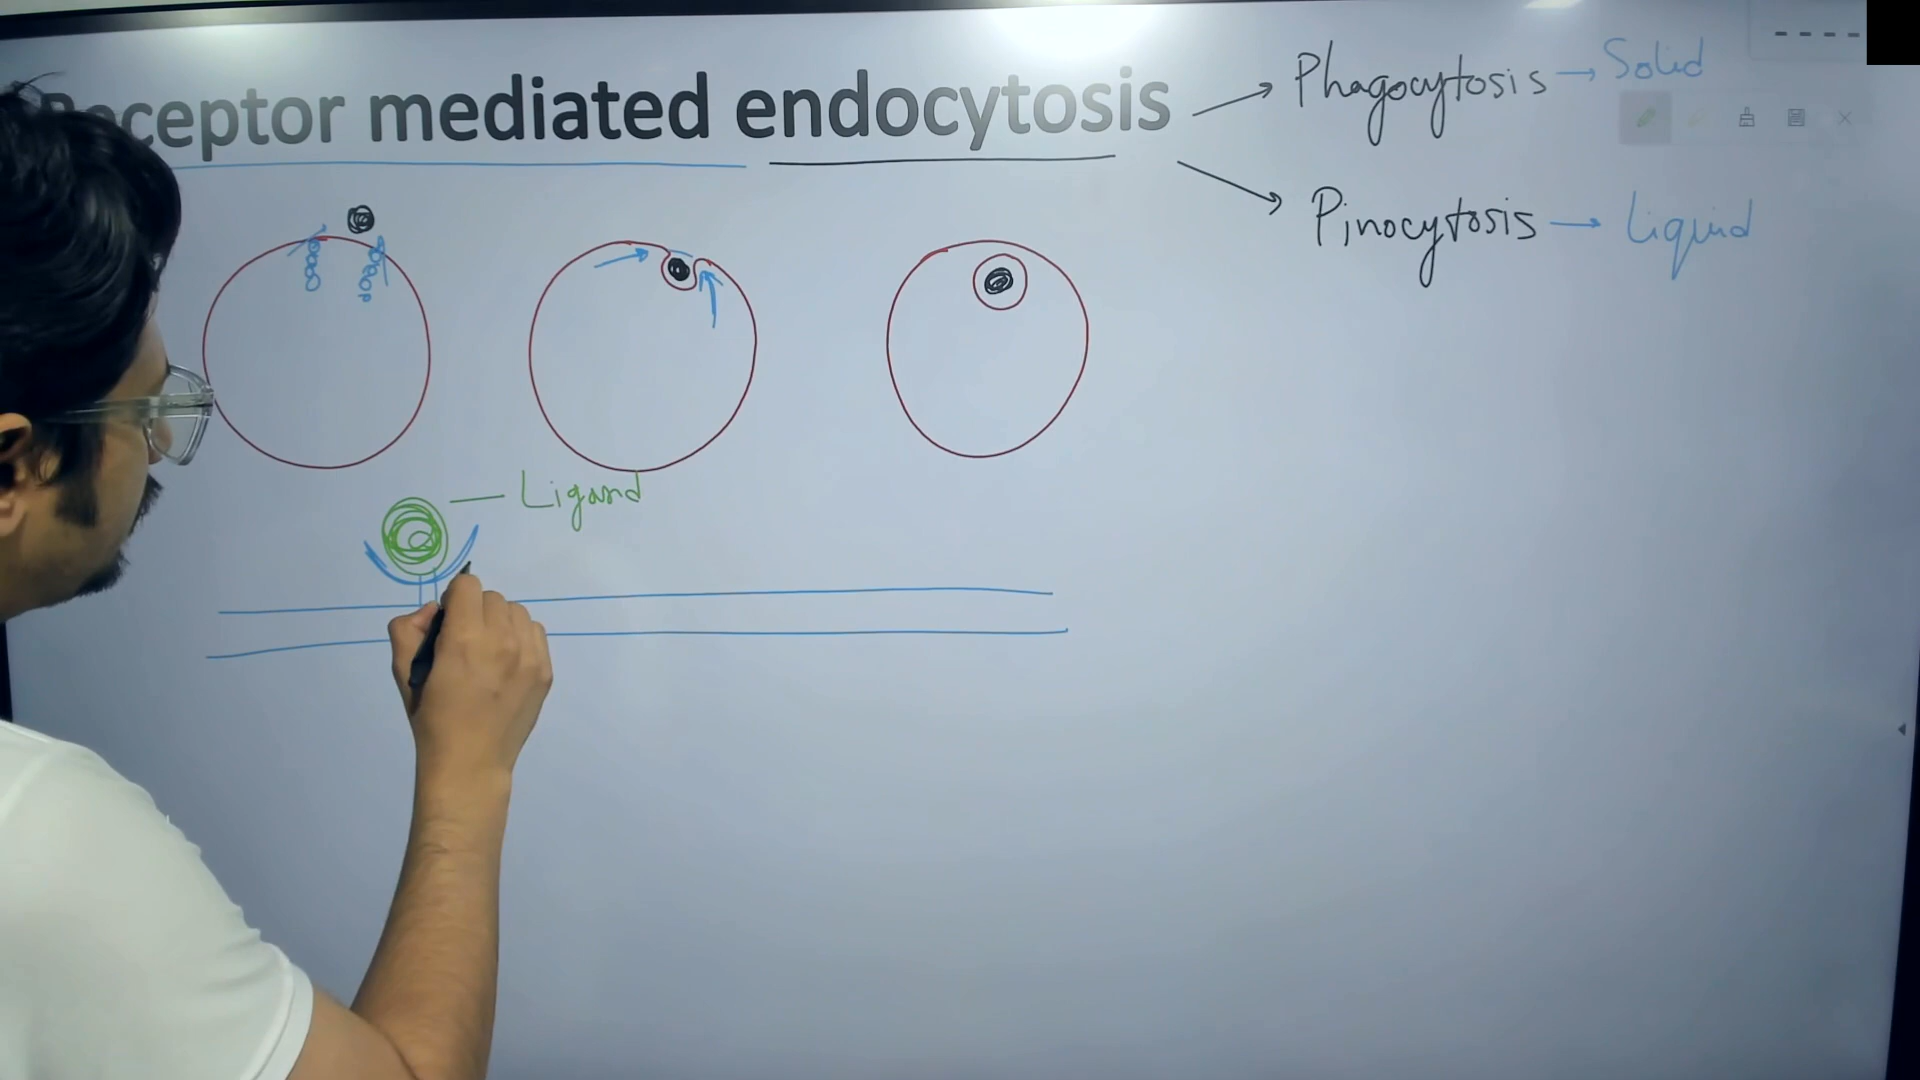 Receptor mediated endocytosis
Phagocytosis → Solid
Pinocytosis → Liquid
Ligand